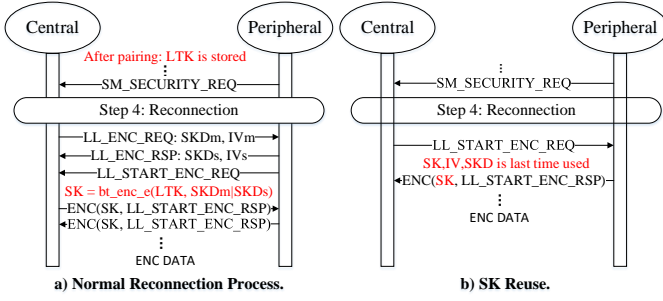 Central
Peripheral
After pairing: LTK is stored
⋮
SM_SECURITY_REQ
Step 4: Reconnection
LL_ENC_REQ: SKDm, IVm
LL_ENC_RSP: SKDs, IVs
LL_START_ENC_REQ
SK = bt_enc_e(LTK, SKDm|SKDs)
ENC(SK, LL_START_ENC_RSP)
ENC(SK, LL_START_ENC_RSP)
⋮
ENC DATA
a) Normal Reconnection Process.
Central
Peripheral
⋮
SM_SECURITY_REQ
Step 4: Reconnection
LL_START_ENC_REQ
SK,IV,SKD is last time used
ENC(SK, LL_START_ENC_RSP)
⋮
ENC DATA
b) SK Reuse.